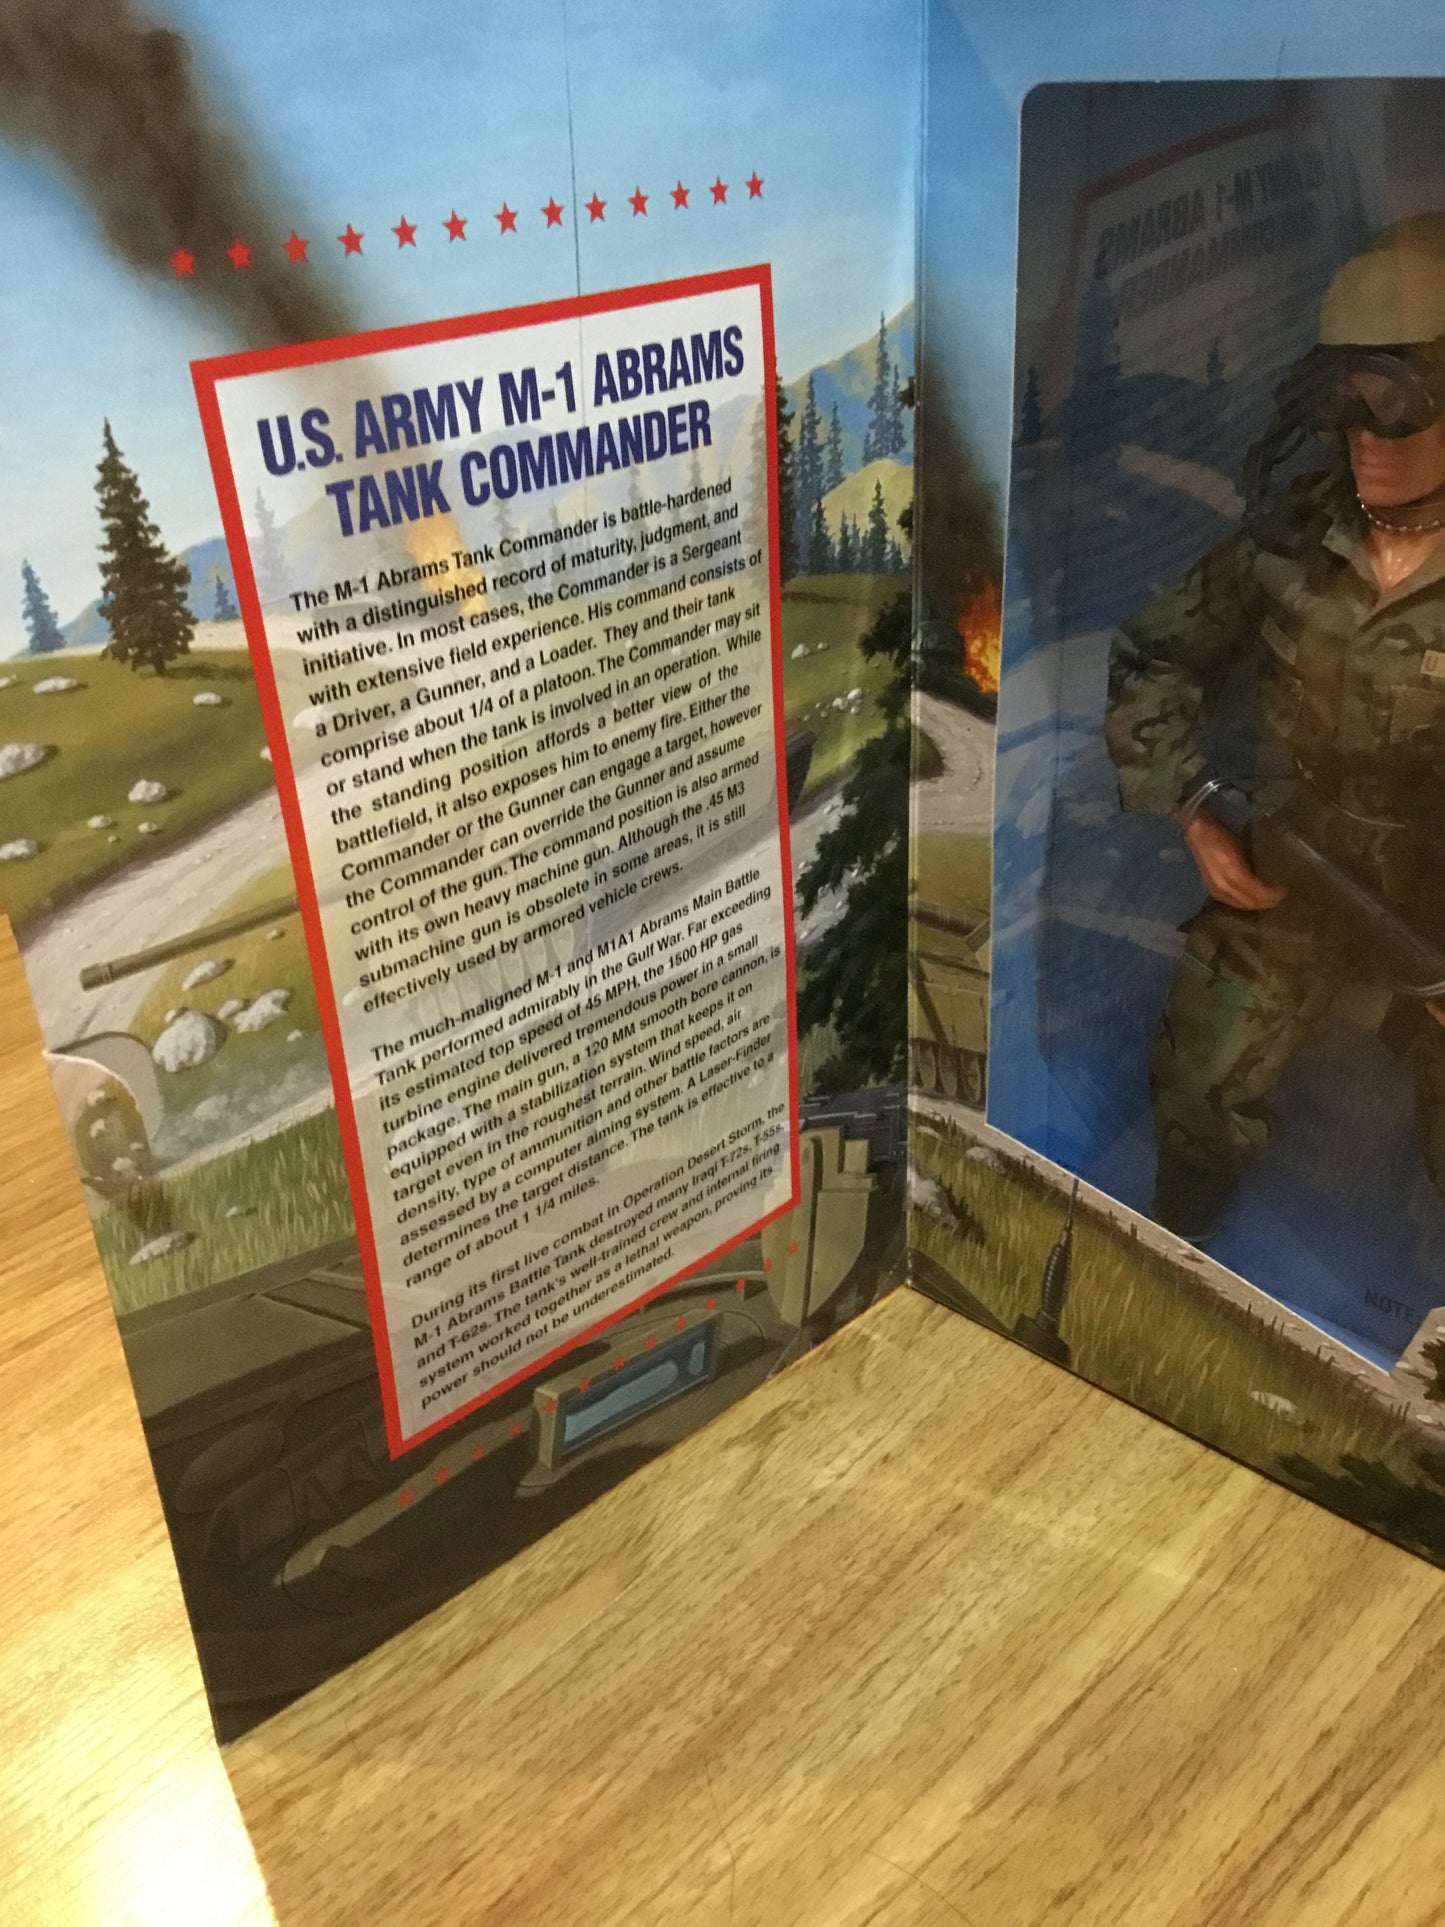 U.S. ARMY M-1 ABRAMS
TANK COMMANDER
The M-1 Abrams Tank Commander is battle-hardened
with a distinguished record of maturity, judgment, and
initiative. In most cases, the Commander is a Sergeant
with extensive field experience. His command consists of
a Driver, a Gunner, and a Loader. They and their tank
comprise about 1/4 of a platoon. The Commander may sit
or stand when the tank is involved in an operation. While
the standing position affords a better view of the
battlefield, it also exposes him to enemy fire. Either the
Commander or the Gunner can engage a target, however
the Commander can override the Gunner and assume
control of the gun. The command position is also armed
with its own heavy machine gun. Although the .45 M3
submachine gun is obsolete in some areas, it is still
effectively used by armored vehicle crews.
The much-maligned M-1 and M1A1 Abrams Main Battle
Tank performed admirably in the Gulf War. Far exceeding
its estimated top speed of 45 MPH, the 1500 HP gas
turbine engine delivered tremendous power in a small
package. The main gun, a 120 MM smooth bore cannon, is
equipped with a stabilization system that keeps it on
target even in the roughest terrain. Wind speed, air
density, type of ammunition and other battle factors are
assessed by a computer aiming system. A Laser-Finder
determines the target distance. The tank is effective to a
range of about 1 1/4 miles.
During its first live combat in Operation Desert Storm, the
M-1 Abrams Battle Tank destroyed many Iraqi T-72s, T-55s,
and T-62s. The tank's well-trained crew and internal firing
system worked together as a lethal weapon, proving its
power should not be underestimated.
U.
NOTE: